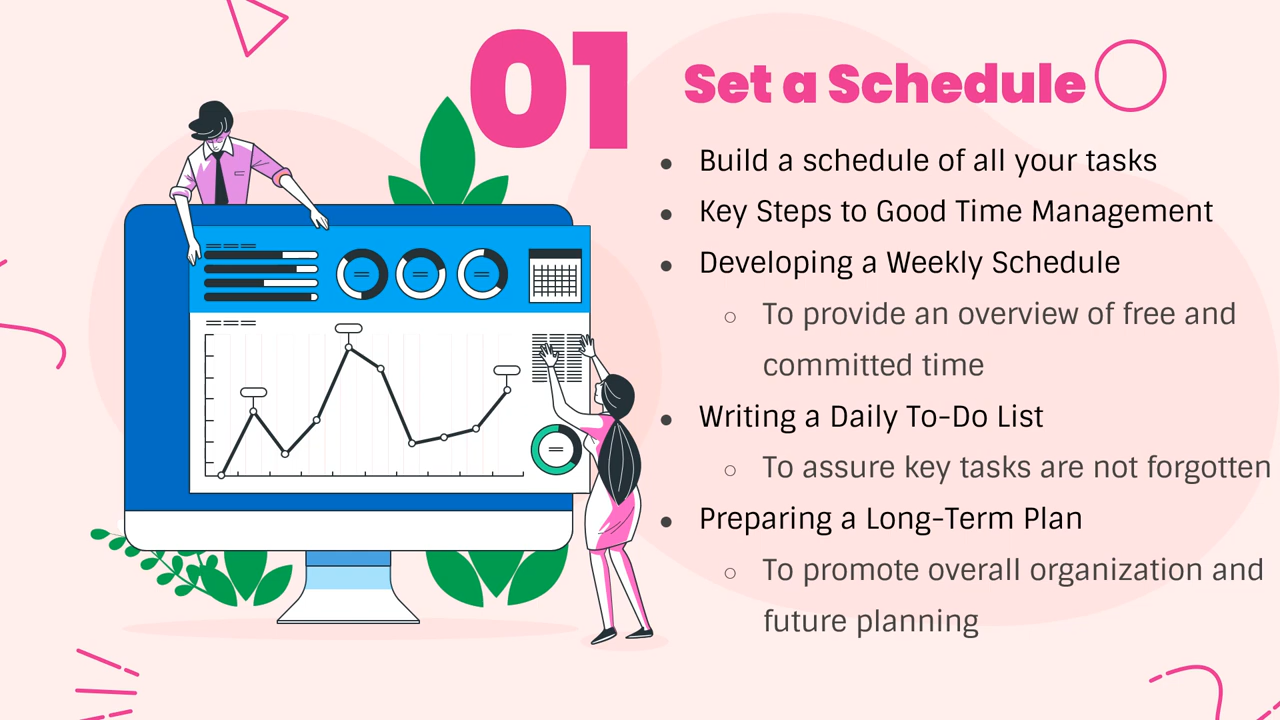 01
Set a Schedule
● Build a schedule of all your tasks
● Key Steps to Good Time Management
● Developing a Weekly Schedule
○ To provide an overview of free and
committed time
● Writing a Daily To-Do List
○ To assure key tasks are not forgotten
● Preparing a Long-Term Plan
○ To promote overall organization and
future planning